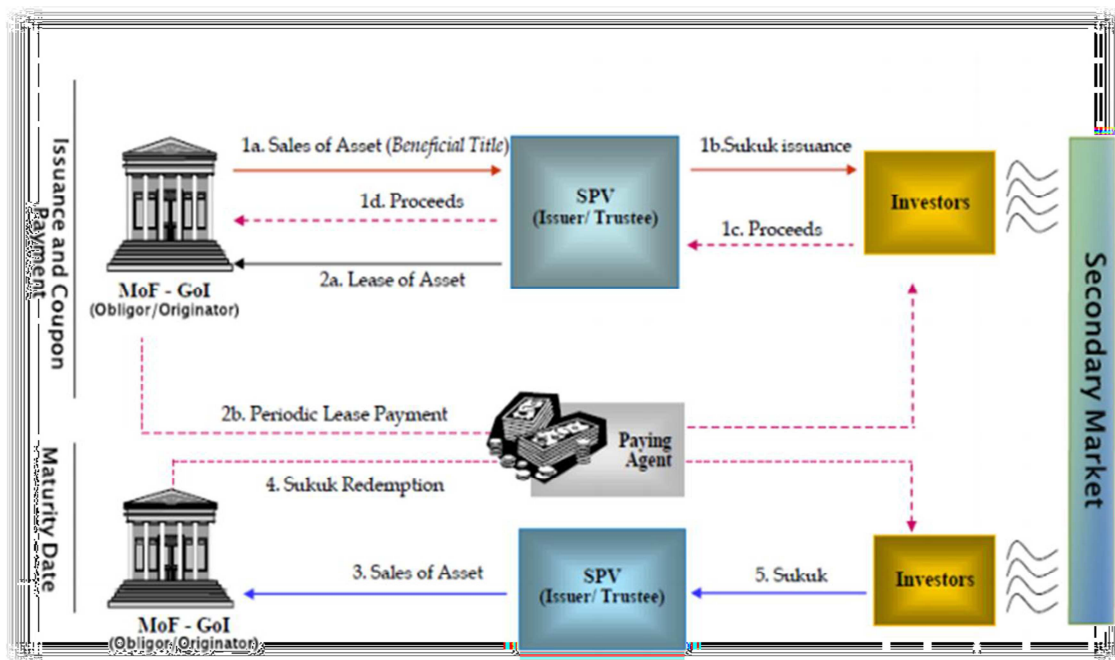 Issuance and Coupon
Payment
1a. Sales of Asset (Beneficial Title)
1d. Proceeds
2a. Lease of Asset
MoF - GoI
(Obligor/Originator)
SPV
(Issuer/ Trustee)
1b.Sukuk issuance
1c. Proceeds
Investors
Secondary Market
2b. Periodic Lease Payment
Paying
Agent
4. Sukuk Redemption
Maturity Date
3. Sales of Asset
MoF - GoI
(Obligor/Originator)
SPV
(Issuer/ Trustee)
5. Sukuk
Investors